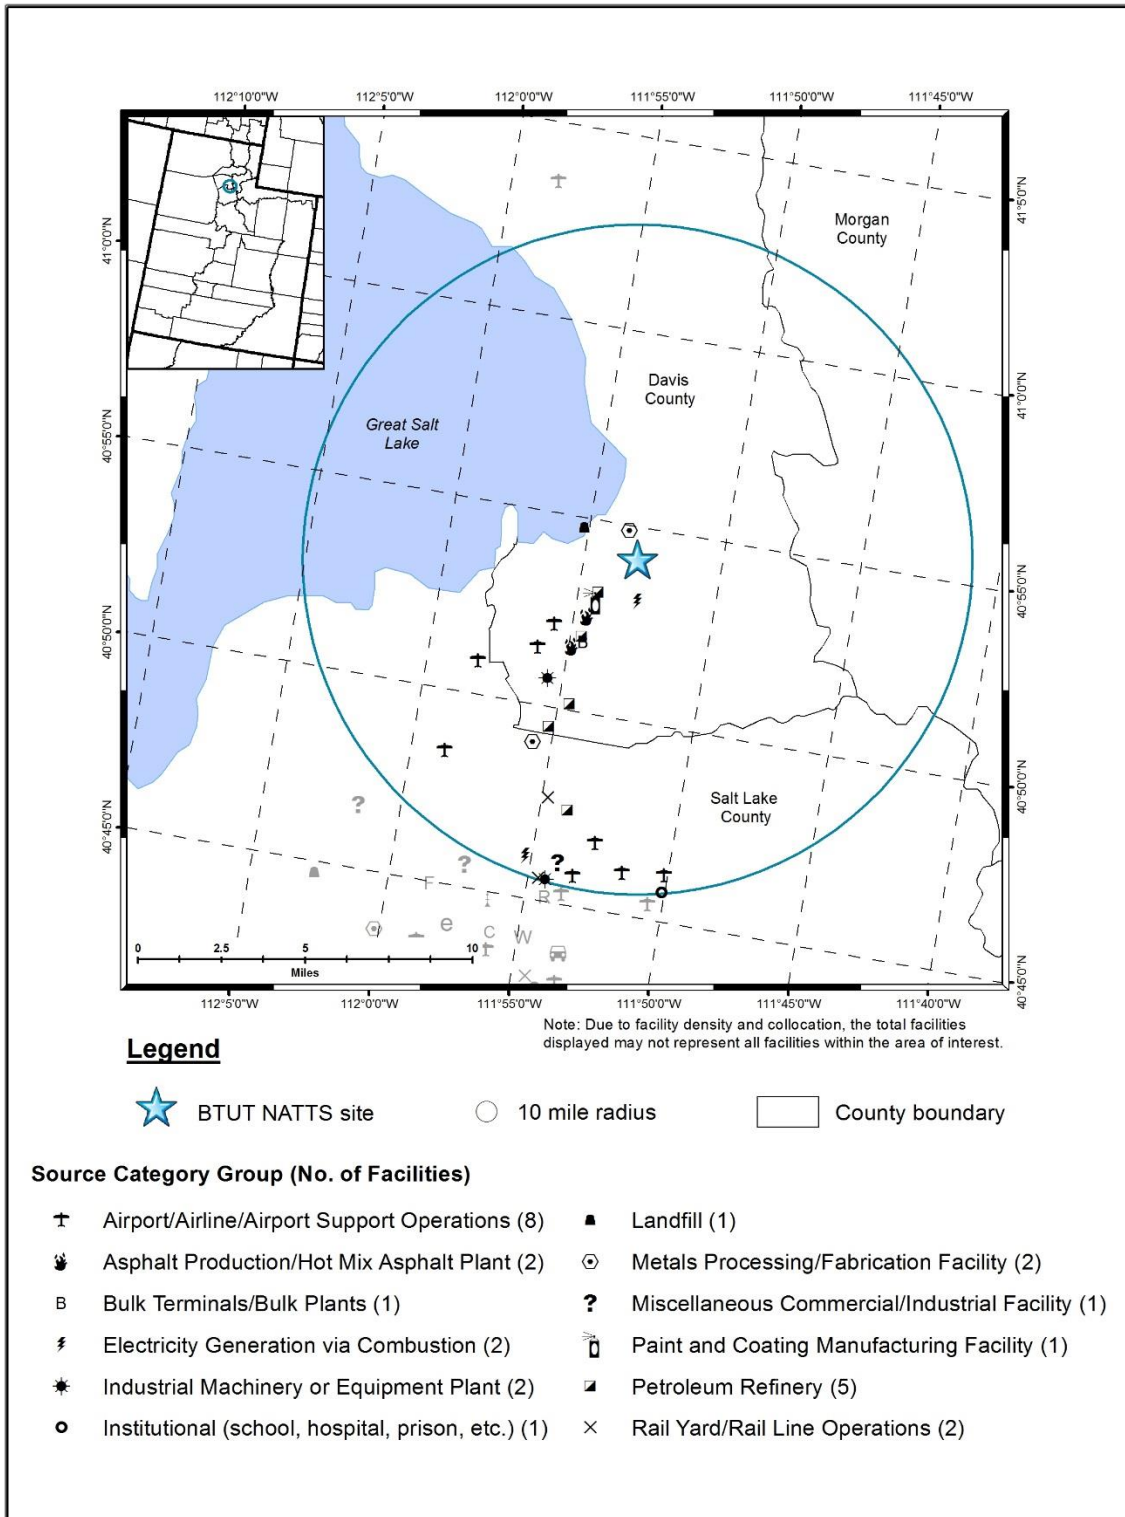 112°10'0"W
112°5'0"W
112°0'0"W
111°55'0"W
111°50'0"W
111°45'0"W
41°5'0"N
41°0'0"N
40°55'0"N
40°50'0"N
40°45'0"N
41°0'0"N
40°55'0"N
40°50'0"N
40°45'0"N
Morgan
County
Davis
County
Great Salt
Lake
Salt Lake
County
B
F
R
e
C
W
0
2.5
5
10
Miles
112°5'0"W
112°0'0"W
111°55'0"W
111°50'0"W
111°45'0"W
111°40'0"W
Note: Due to facility density and collocation, the total facilities
displayed may not represent all facilities within the area of interest.
Legend
BTUT NATTS site
10 mile radius
County boundary
Source Category Group (No. of Facilities)
Airport/Airline/Airport Support Operations (8)
Asphalt Production/Hot Mix Asphalt Plant (2)
B Bulk Terminals/Bulk Plants (1)
Electricity Generation via Combustion (2)
Industrial Machinery or Equipment Plant (2)
Institutional (school, hospital, prison, etc.) (1)
Landfill (1)
Metals Processing/Fabrication Facility (2)
? Miscellaneous Commercial/Industrial Facility (1)
Paint and Coating Manufacturing Facility (1)
Petroleum Refinery (5)
Rail Yard/Rail Line Operations (2)